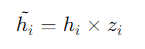 h̃ᵢ = hᵢ × zᵢ